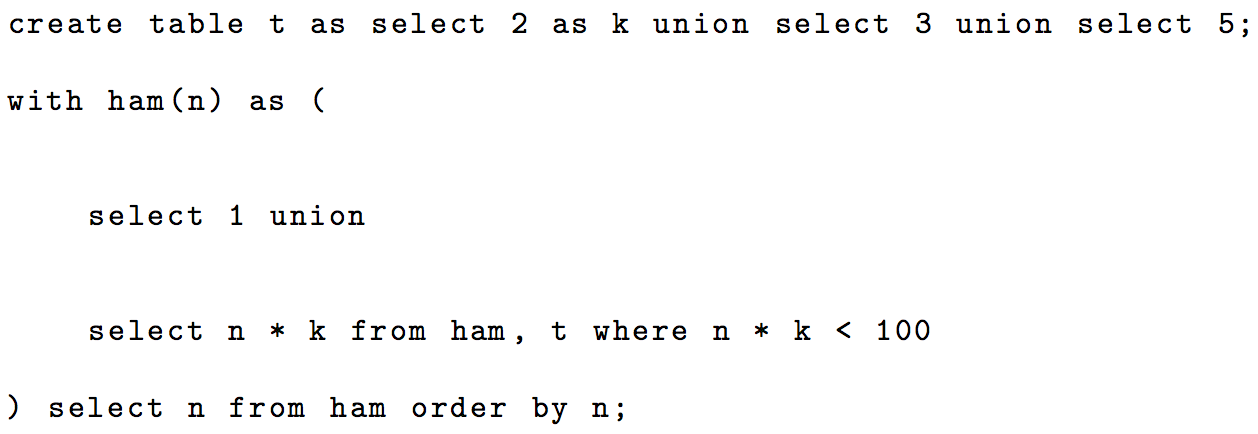 create table t as select 2 as k union select 3 union select 5;
with ham(n) as (
select 1 union
select n * k from ham, t where n * k < 100
) select n from ham order by n;